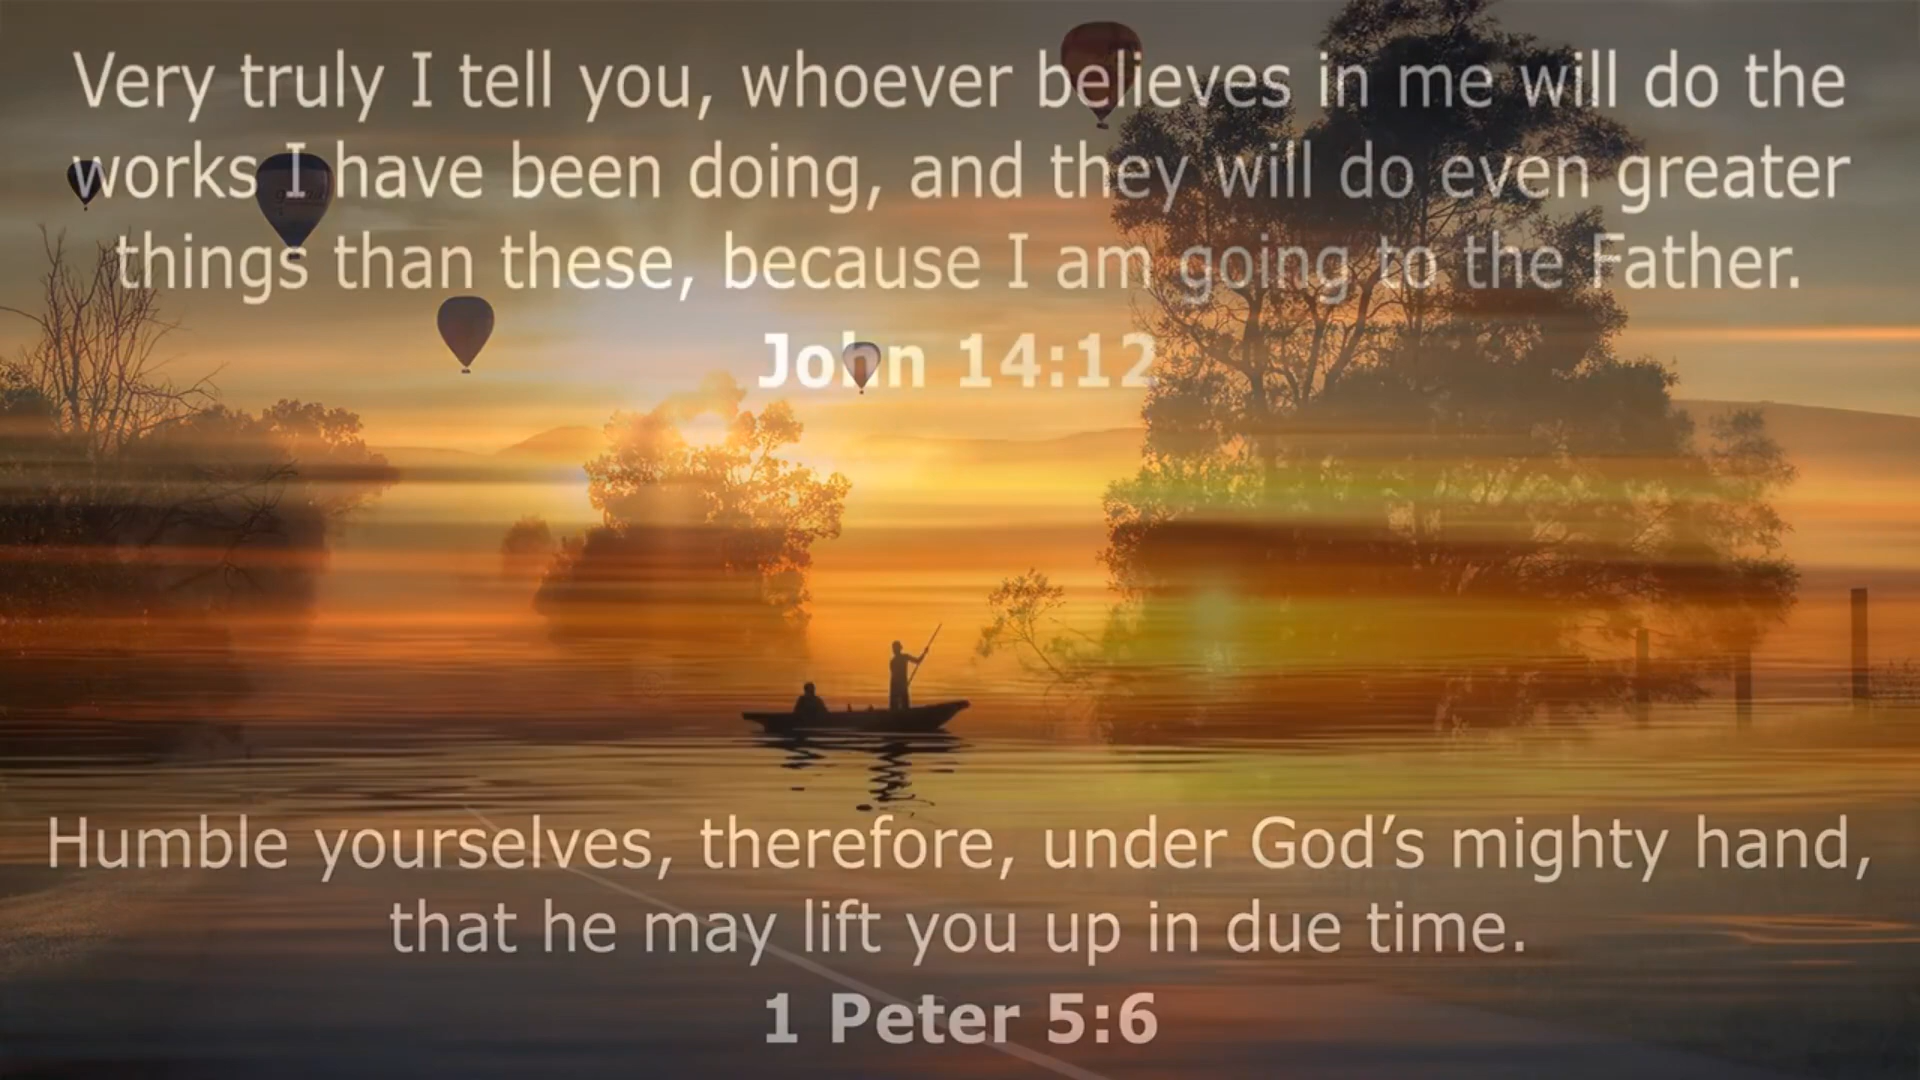 Very truly I tell you, whoever believes in me will do the
works I have been doing, and they will do even greater
things than these, because I am going to the Father.
John 14:12
Humble yourselves, therefore, under God’s mighty hand,
that he may lift you up in due time.
1 Peter 5:6